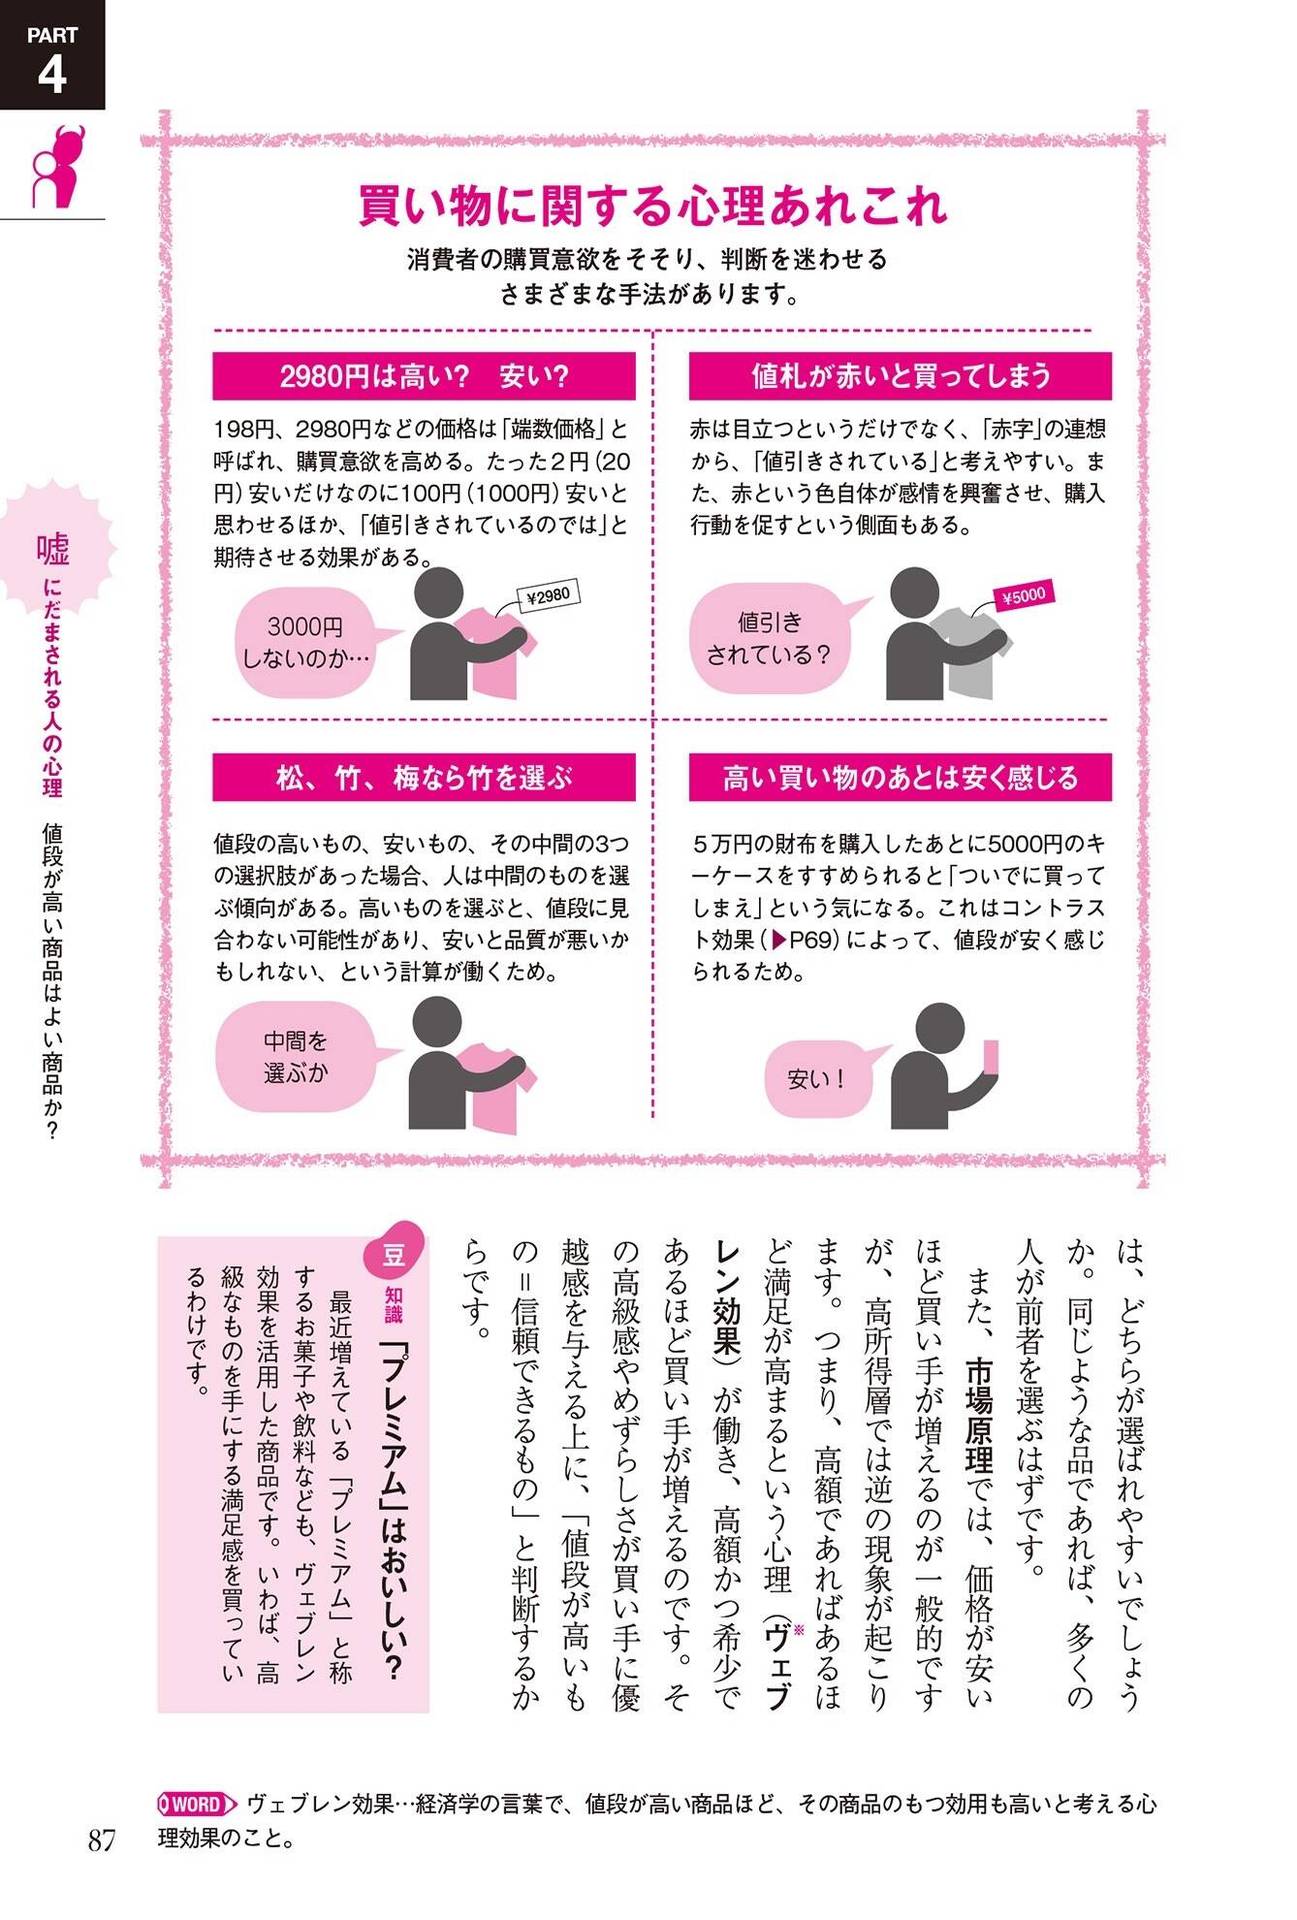 PART
4
買い物に関する心理あれこれ
消費者の購買意欲をそそり、判断を迷わせる
さまざまな手法があります。
2980円は高い?　安い?
198円、2980円などの価格は「端数価格」と
呼ばれ、購買意欲を高める。たった2円(20
円)安いだけなのに100円(1000円)安いと
思わせるほか、「値引きされているのでは」と
期待させる効果がある。
3000円
しないのか…
¥2980
値札が赤いと買ってしまう
赤は目立つというだけでなく、「赤字」の連想
から、「値引きされている」と考えやすい。ま
た、赤という色自体が感情を興奮させ、購入
行動を促すという側面もある。
値引き
されている?
¥5000
松、竹、梅なら竹を選ぶ
値段の高いもの、安いもの、その中間の3つ
の選択肢があった場合、人は中間のものを選
ぶ傾向がある。高いものを選ぶと、値段に見
合わない可能性があり、安いと品質が悪いか
もしれない、という計算が働くため。
中間を
選ぶか
高い買い物のあとは安く感じる
5万円の財布を購入したあとに5000円のキ
ーケースをすすめられると「ついでに買って
しまえ」という気になる。これはコントラス
ト効果(▶P69)によって、値段が安く感じ
られるため。
安い!
嘘にだまされる人の心理　値段が高い商品はよい商品か?
は、どちらが選ばれやすいでしょう
か。同じような品であれば、多くの
人が前者を選ぶはずです。
また、市場原理では、価格が安い
ほど買い手が増えるのが一般的です
が、高所得層では逆の現象が起こり
ます。つまり、高額であればあるほ
ど満足が高まるという心理(※ヴェブ
レン効果)が働き、高額かつ希少で
あるほど買い手が増えるのです。そ
の高級感やめずらしさが買い手に優
越感を与える上に、「値段が高いも
の=信頼できるもの」と判断するか
らです。
豆知識
「プレミアム」はおいしい?
最近増えている「プレミアム」と称
するお菓子や飲料なども、ヴェブレン
効果を活用した商品です。いわば、高
級なものを手にする満足感を買ってい
るわけです。
WORD ヴェブレン効果…経済学の言葉で、値段が高い商品ほど、その商品のもつ効用も高いと考える心
理効果のこと。
87